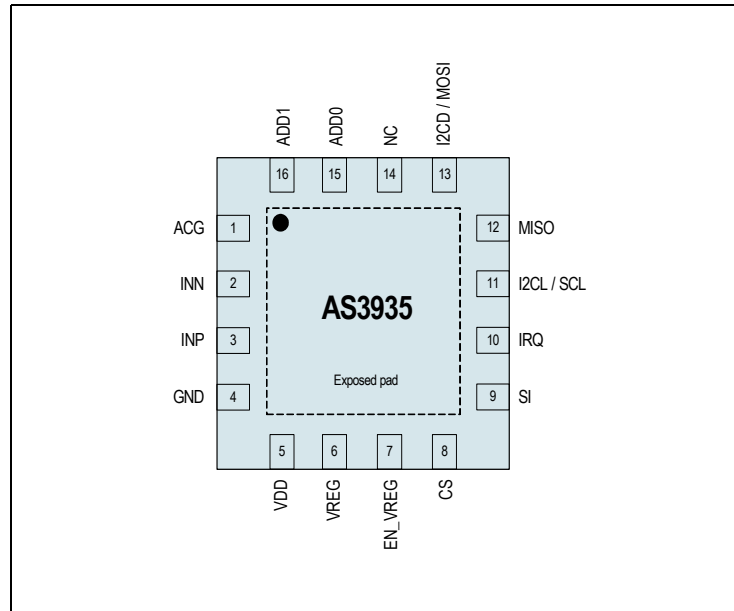 ADD1
ADD0
NC
I2CD / MOSI
16
15
14
13
ACG
1
12
MISO
INN
2
11
I2CL / SCL
AS3935
INP
3
10
IRQ
Exposed pad
GND
4
9
SI
5
6
7
8
VDD
VREG
EN_VREG
CS